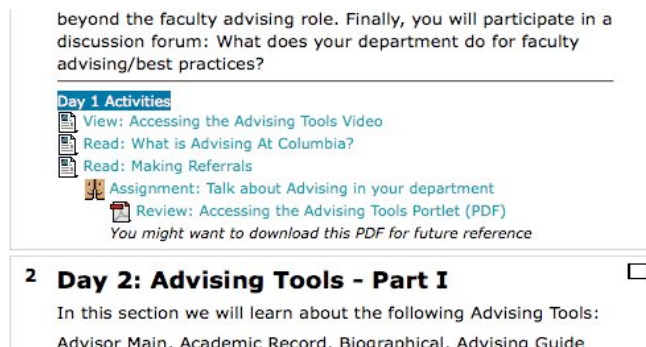 beyond the faculty advising role. Finally, you will participate in a
discussion forum: What does your department do for faculty
advising/best practices?
Day 1 Activities
View: Accessing the Advising Tools Video
Read: What is Advising At Columbia?
Read: Making Referrals
Assignment: Talk about Advising in your department
Review: Accessing the Advising Tools Portlet (PDF)
You might want to download this PDF for future reference
2 Day 2: Advising Tools - Part I
In this section we will learn about the following Advising Tools:
Advisor Main, Academic Record, Biographical, Advising Guide